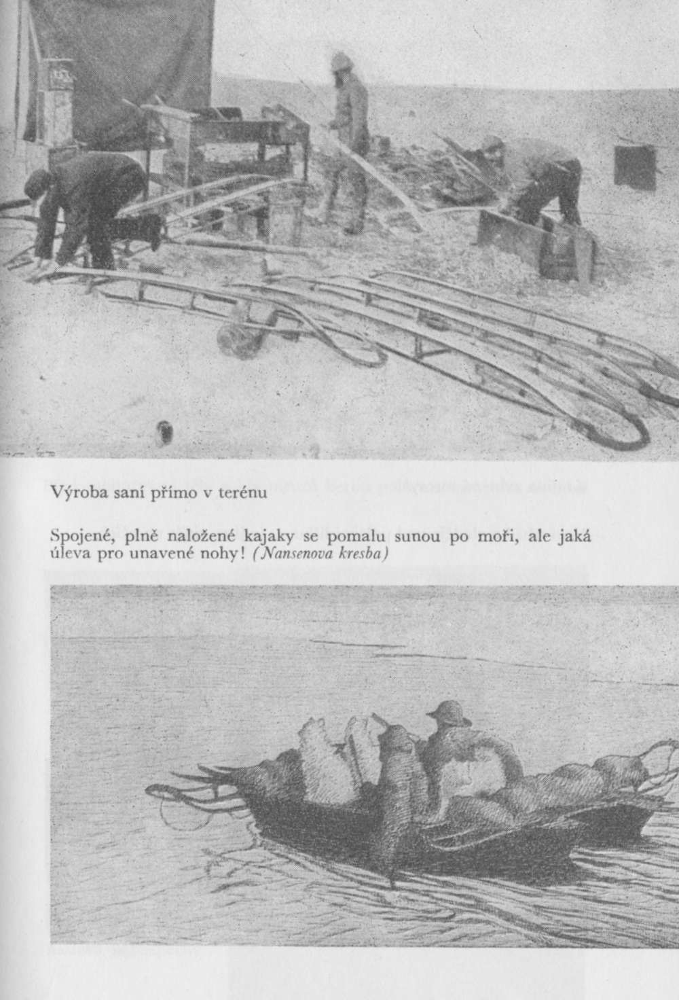 Výroba saní přímo v terénu
Spojené, plně naložené kajaky se pomalu sunou po moři, ale jaká
úleva pro unavené nohy! (Nansenova kresba)